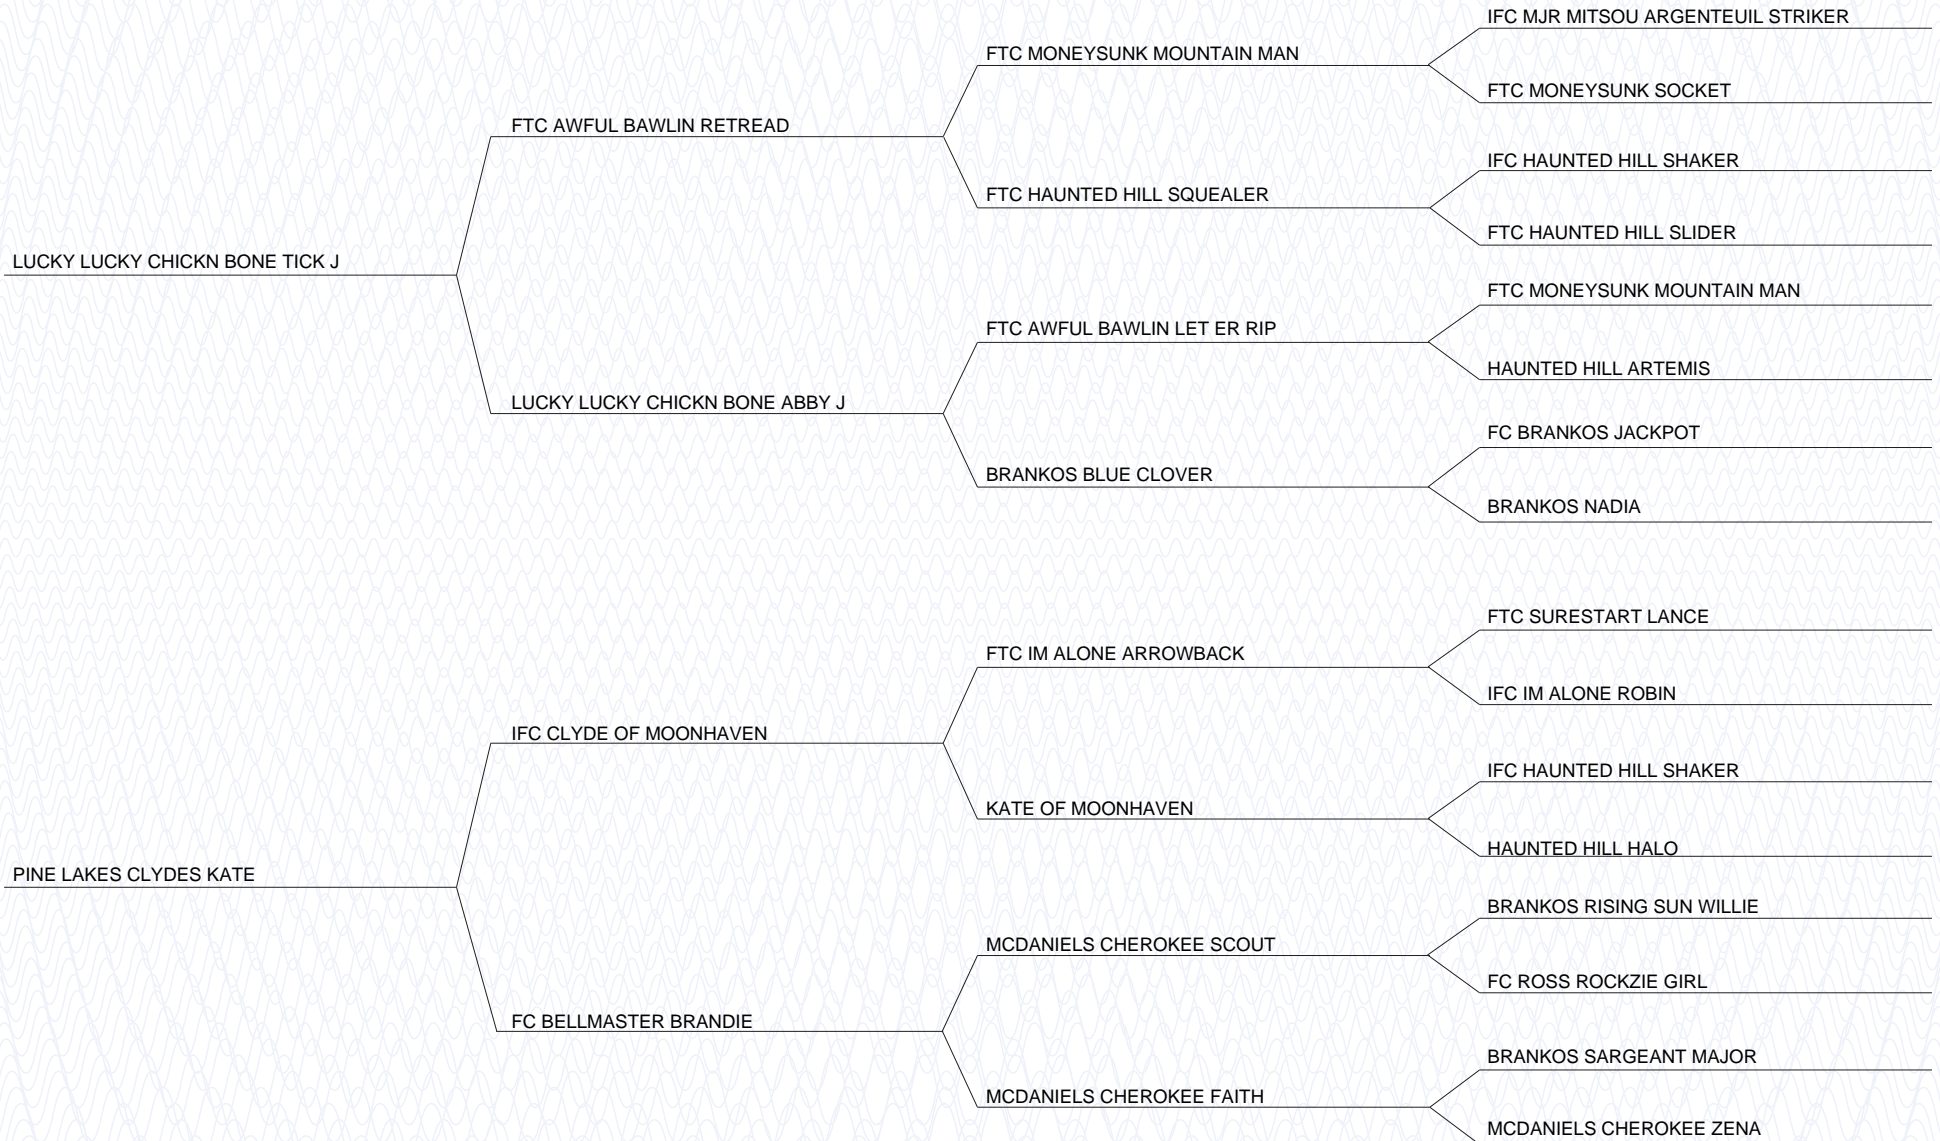 IFC MJR MITSOU ARGENTEUIL STRIKER
FTC MONEYSUNK MOUNTAIN MAN
FTC MONEYSUNK SOCKET
FTC AWFUL BAWLIN RETREAD
IFC HAUNTED HILL SHAKER
FTC HAUNTED HILL SQUEALER
FTC HAUNTED HILL SLIDER
LUCKY LUCKY CHICKN BONE TICK J
FTC MONEYSUNK MOUNTAIN MAN
FTC AWFUL BAWLIN LET ER RIP
HAUNTED HILL ARTEMIS
LUCKY LUCKY CHICKN BONE ABBY J
FC BRANKOS JACKPOT
BRANKOS BLUE CLOVER
BRANKOS NADIA
FTC SURESTART LANCE
FTC IM ALONE ARROWBACK
IFC IM ALONE ROBIN
IFC CLYDE OF MOONHAVEN
IFC HAUNTED HILL SHAKER
KATE OF MOONHAVEN
HAUNTED HILL HALO
PINE LAKES CLYDES KATE
BRANKOS RISING SUN WILLIE
MCDANIELS CHEROKEE SCOUT
FC ROSS ROCKZIE GIRL
FC BELLMASTER BRANDIE
BRANKOS SARGEANT MAJOR
MCDANIELS CHEROKEE FAITH
MCDANIELS CHEROKEE ZENA